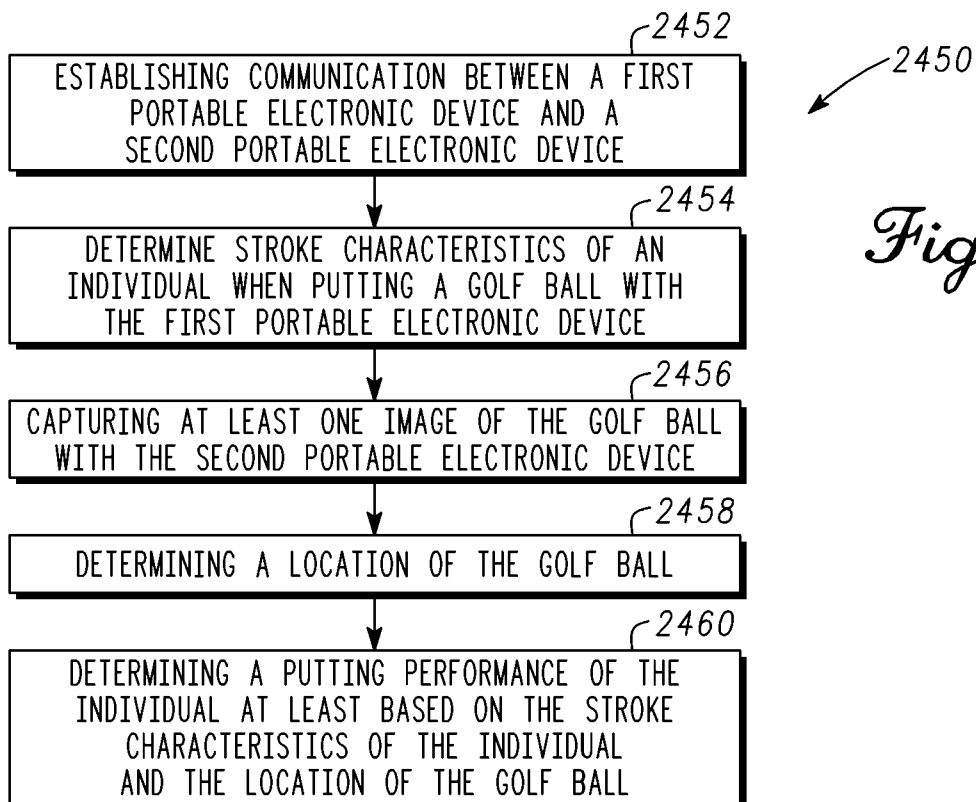 2452
2450
ESTABLISHING COMMUNICATION BETWEEN A FIRST
PORTABLE ELECTRONIC DEVICE AND A
SECOND PORTABLE ELECTRONIC DEVICE
2454
DETERMINE STROKE CHARACTERISTICS OF AN
INDIVIDUAL WHEN PUTTING A GOLF BALL WITH
THE FIRST PORTABLE ELECTRONIC DEVICE
Fig
2456
CAPTURING AT LEAST ONE IMAGE OF THE GOLF BALL
WITH THE SECOND PORTABLE ELECTRONIC DEVICE
2458
DETERMINING A LOCATION OF THE GOLF BALL
2460
DETERMINING A PUTTING PERFORMANCE OF THE
INDIVIDUAL AT LEAST BASED ON THE STROKE
CHARACTERISTICS OF THE INDIVIDUAL
AND THE LOCATION OF THE GOLF BALL